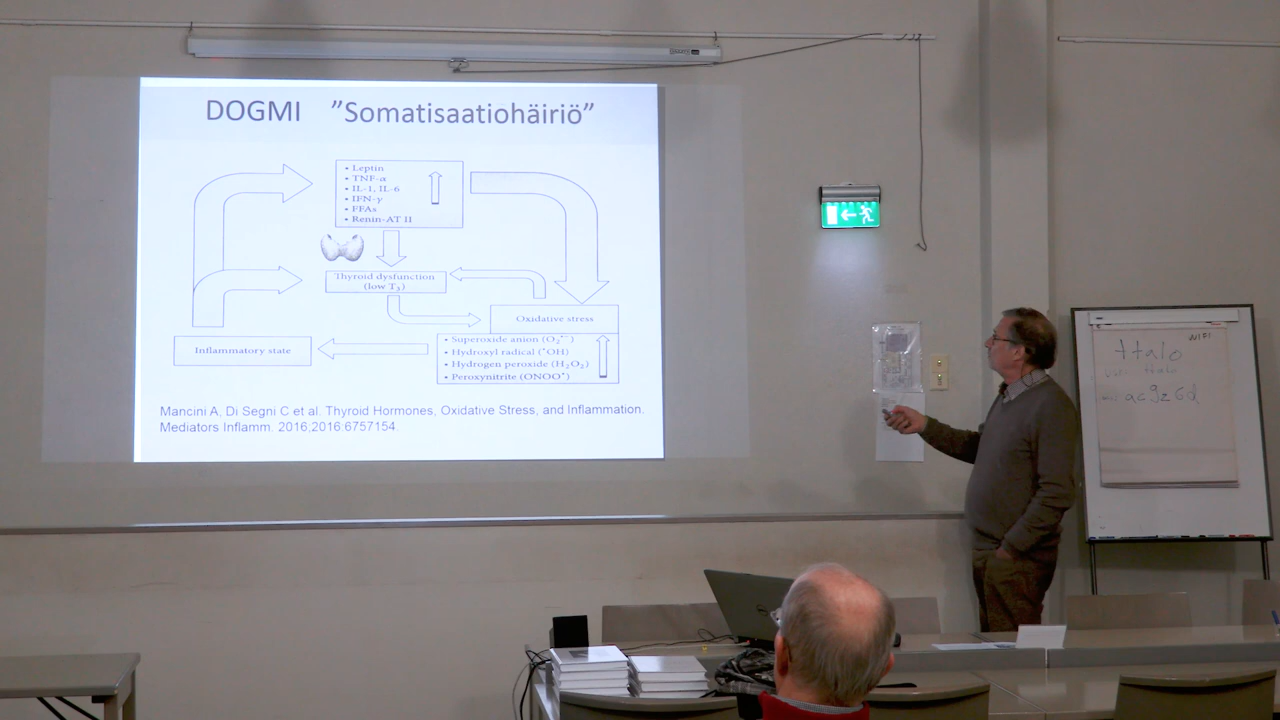 DOGMI ”Somatisaatiohäiriö”
• Leptin
• TNF-α
• IL-1, IL-6
• IFN-γ
• FFAs
• Renin-AT II
Thyroid dysfunction
(low T₃)
Oxidative stress
• Superoxide anion (O₂˙⁻)
• Hydroxyl radical (˙OH)
• Hydrogen peroxide (H₂O₂)
• Peroxynitrite (ONOO˙)
Inflammatory state
Mancini A, Di Segni C et al. Thyroid Hormones, Oxidative Stress, and Inflammation.
Mediators Inflamm. 2016;2016:6757154.
WIFI